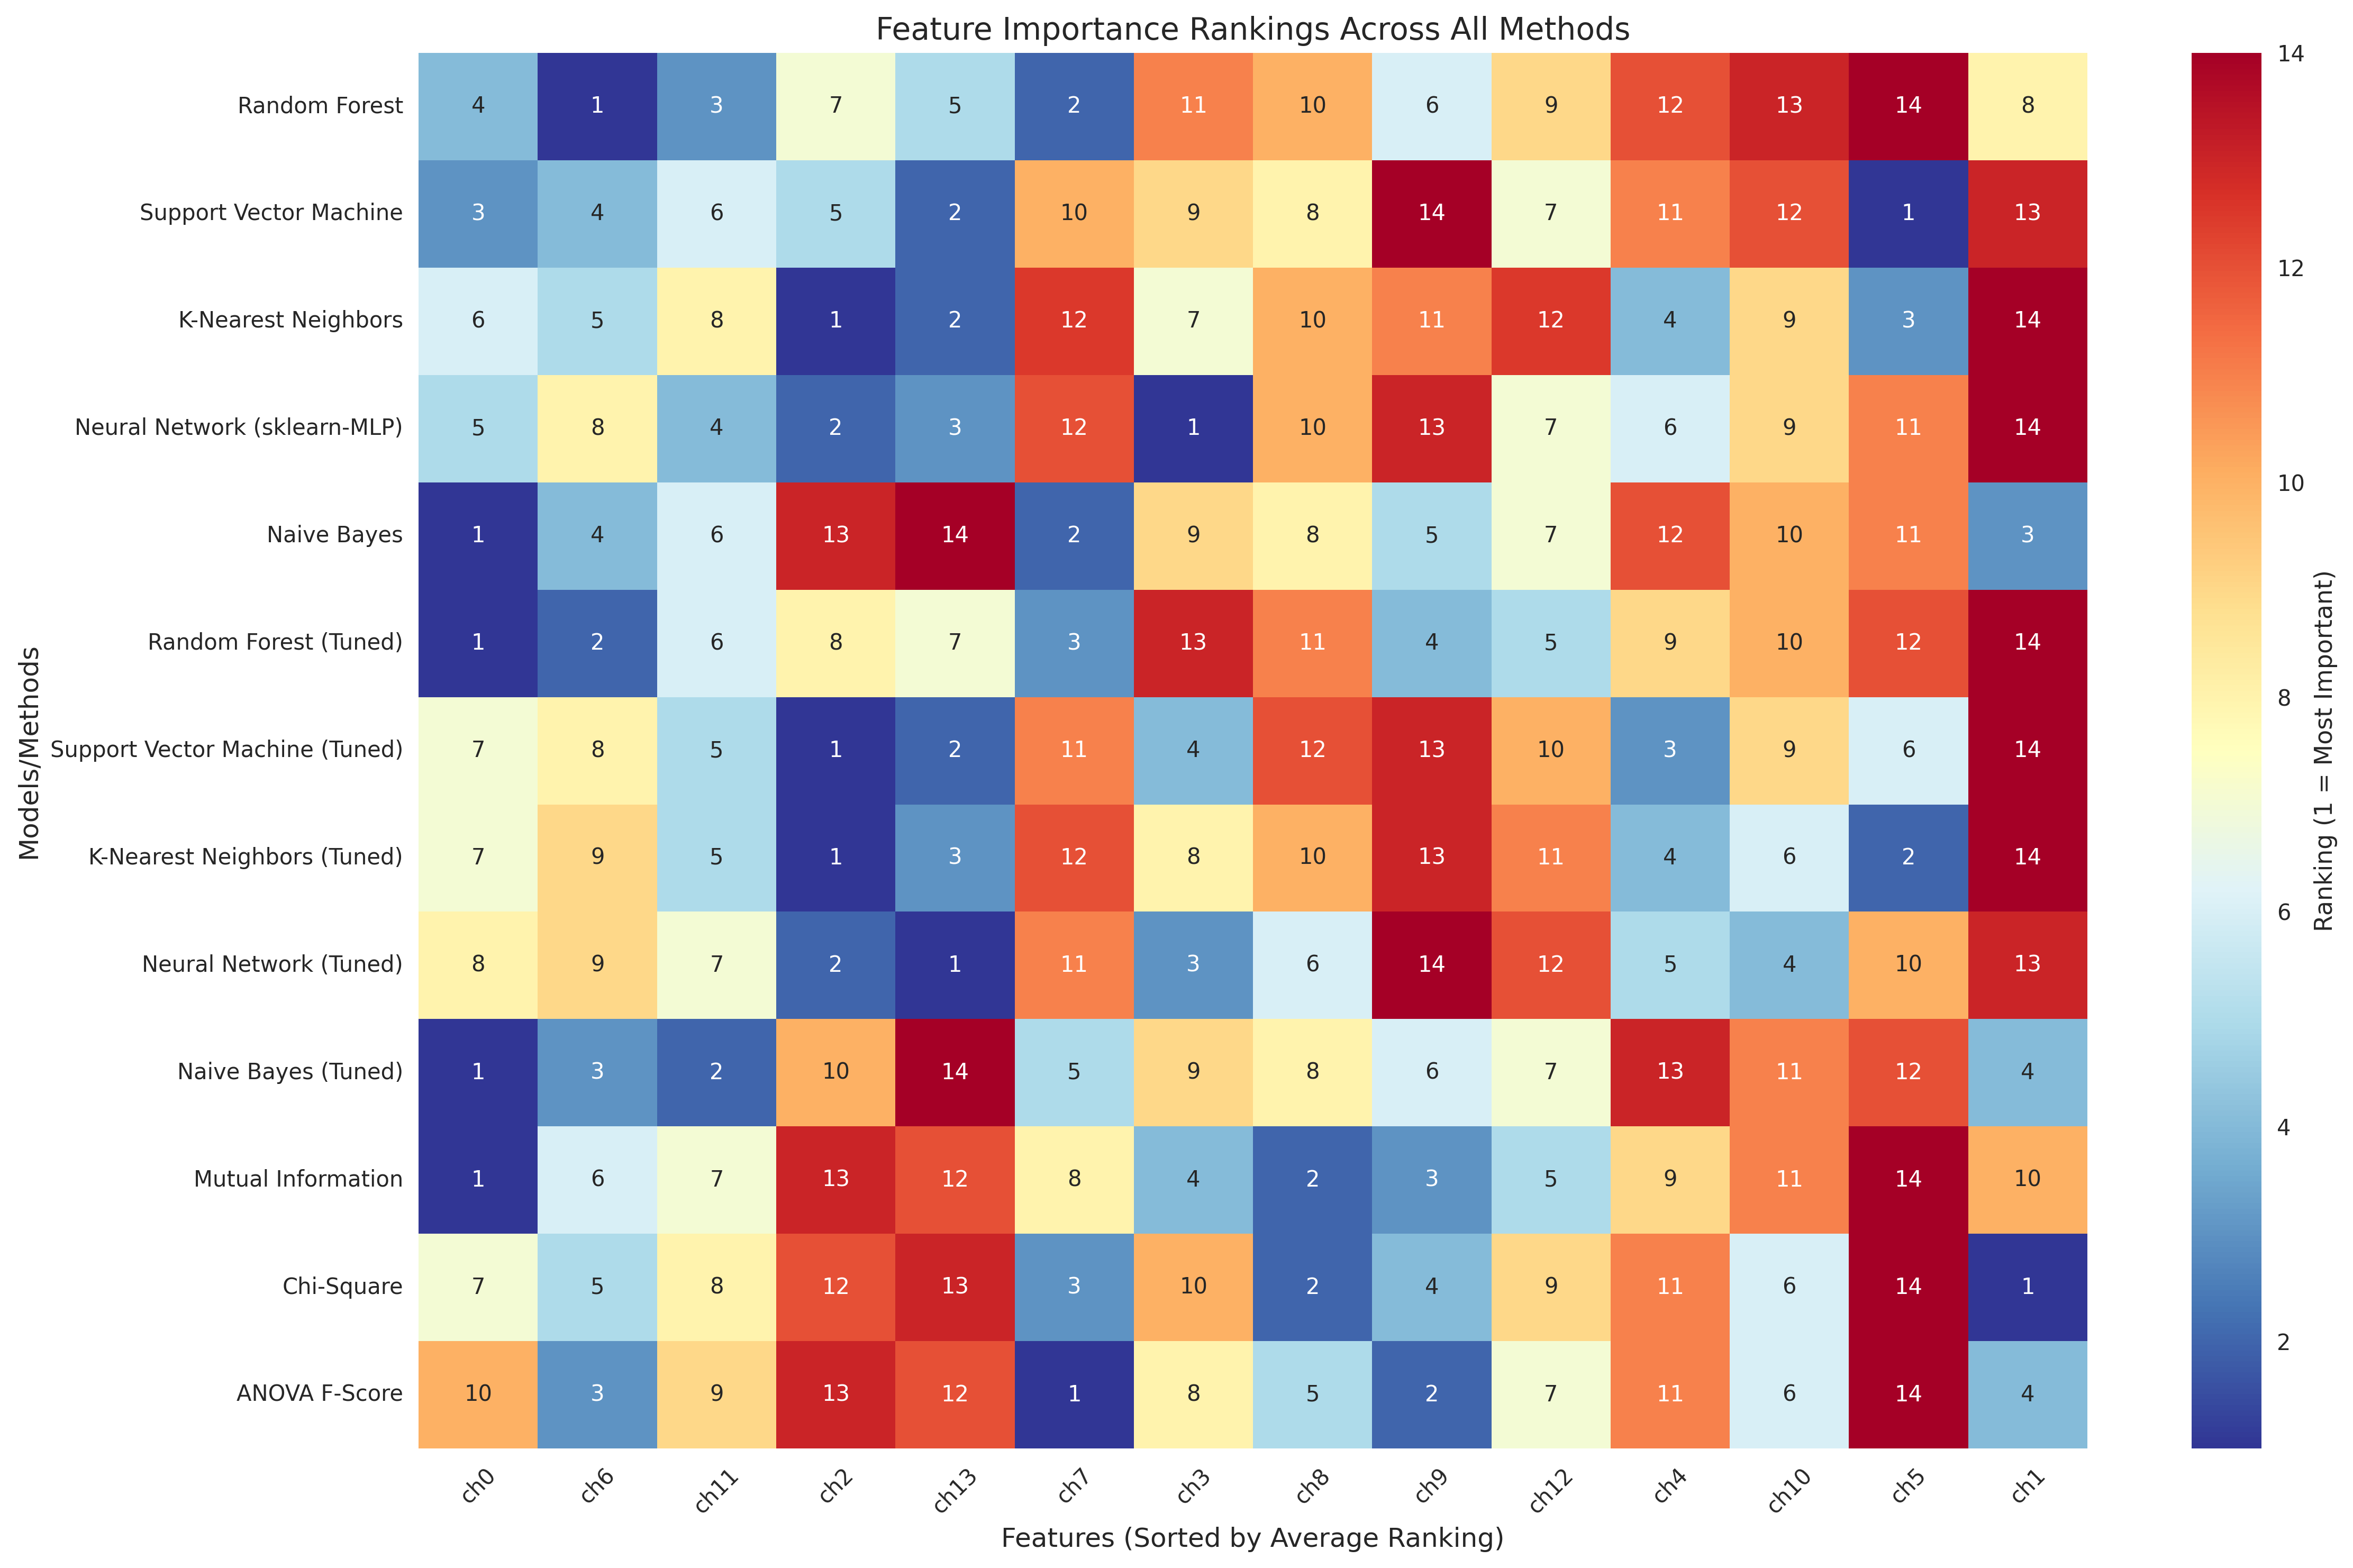 Feature Importance Rankings Across All Methods
Random Forest 4 1 3 7 5 2 11 10 6 9 12 13 14 8
Support Vector Machine 3 4 6 5 2 10 9 8 14 7 11 12 1 13
K-Nearest Neighbors 6 5 8 1 2 12 7 10 11 12 4 9 3 14
Neural Network (sklearn-MLP) 5 8 4 2 3 12 1 10 13 7 6 9 11 14
Naive Bayes 1 4 6 13 14 2 9 8 5 7 12 10 11 3
Random Forest (Tuned) 1 2 6 8 7 3 13 11 4 5 9 10 12 14
Support Vector Machine (Tuned) 7 8 5 1 2 11 4 12 13 10 3 9 6 14
K-Nearest Neighbors (Tuned) 7 9 5 1 3 12 8 10 13 11 4 6 2 14
Neural Network (Tuned) 8 9 7 2 1 11 3 6 14 12 5 4 10 13
Naive Bayes (Tuned) 1 3 2 10 14 5 9 8 6 7 13 11 12 4
Mutual Information 1 6 7 13 12 8 4 2 3 5 9 11 14 10
Chi-Square 7 5 8 12 13 3 10 2 4 9 11 6 14 1
ANOVA F-Score 10 3 9 13 12 1 8 5 2 7 11 6 14 4
ch0 ch6 ch11 ch2 ch13 ch7 ch3 ch8 ch9 ch12 ch4 ch10 ch5 ch1
Features (Sorted by Average Ranking)
Models/Methods
14
12
10
8
6
4
2
Ranking (1 = Most Important)